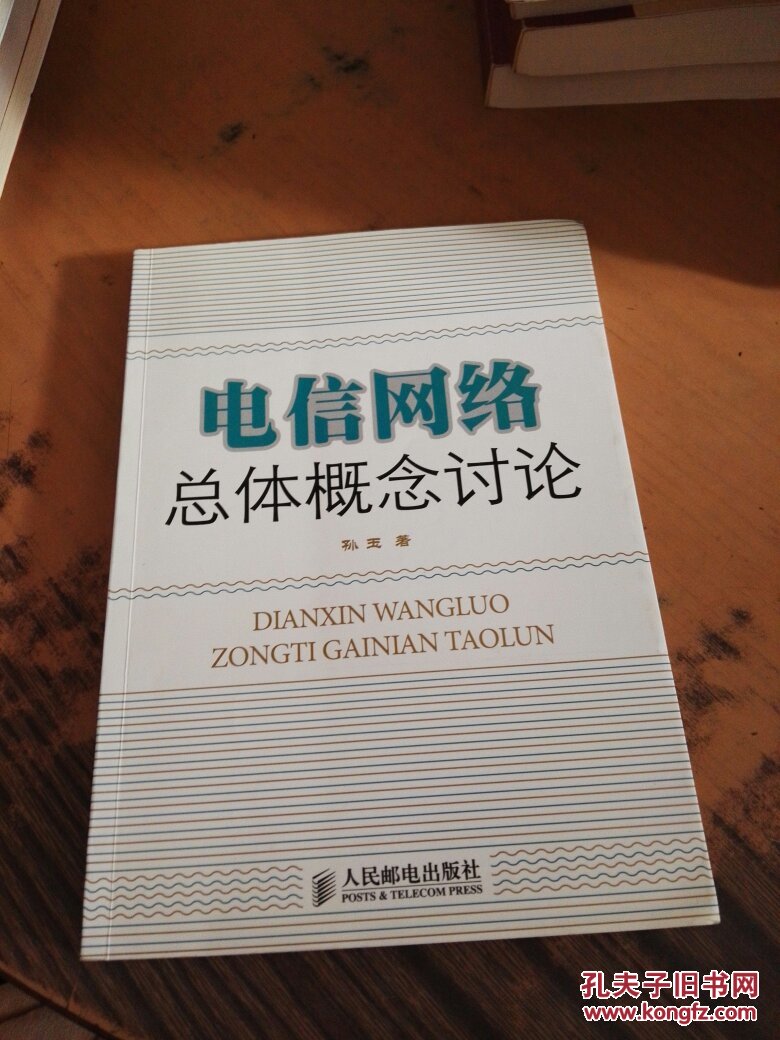 电信网络
总体概念讨论
孙玉 著
DIANXIN WANGLUO
ZONGTI GAINIAN TAOLUN
人民邮电出版社
POSTS & TELECOM PRESS
孔夫子旧书网
www.kongfz.com